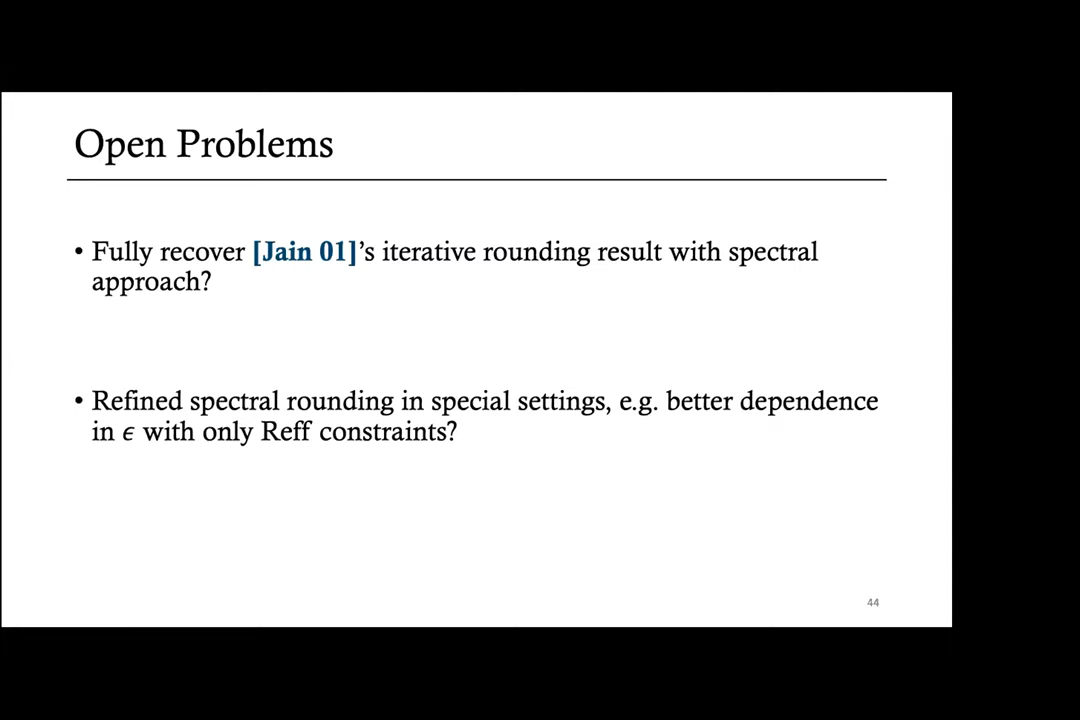 Open Problems
• Fully recover [Jain 01]'s iterative rounding result with spectral
approach?
• Refined spectral rounding in special settings, e.g. better dependence
in ϵ with only Reff constraints?
44